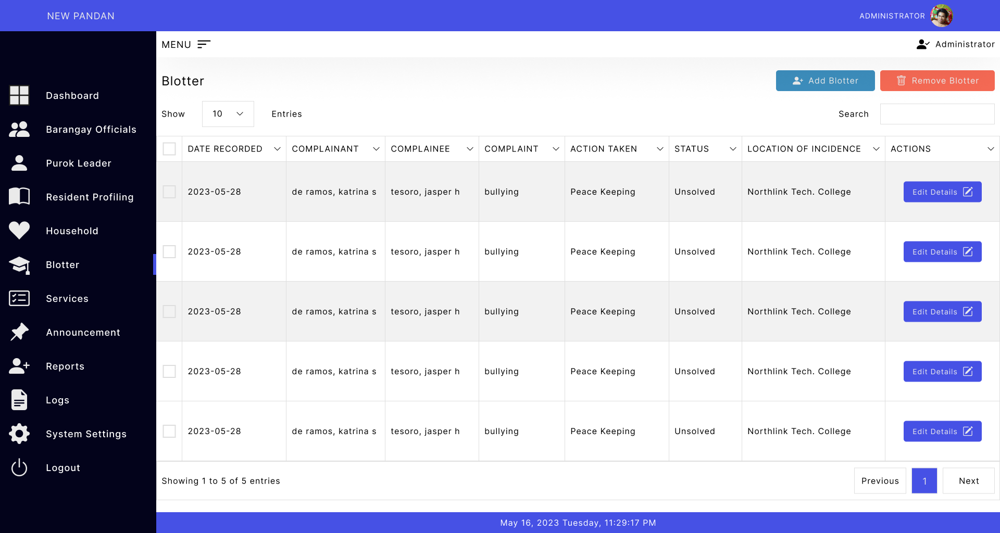 NEW PANDAN
ADMINISTRATOR
MENU
Administrator
Dashboard
Barangay Officials
Purok Leader
Resident Profiling
Household
Blotter
Services
Announcement
Reports
Logs
System Settings
Logout
Blotter
Add Blotter
Remove Blotter
Show 10 Entries
Search
DATE RECORDED COMPLAINANT COMPLAINEE COMPLAINT ACTION TAKEN STATUS LOCATION OF INCIDENCE ACTIONS
2023-05-28 de ramos, katrina s tesoro, jasper h bullying Peace Keeping Unsolved Northlink Tech. College Edit Details
2023-05-28 de ramos, katrina s tesoro, jasper h bullying Peace Keeping Unsolved Northlink Tech. College Edit Details
2023-05-28 de ramos, katrina s tesoro, jasper h bullying Peace Keeping Unsolved Northlink Tech. College Edit Details
2023-05-28 de ramos, katrina s tesoro, jasper h bullying Peace Keeping Unsolved Northlink Tech. College Edit Details
2023-05-28 de ramos, katrina s tesoro, jasper h bullying Peace Keeping Unsolved Northlink Tech. College Edit Details
Showing 1 to 5 of 5 entries
Previous 1 Next
May 16, 2023 Tuesday, 11:29:17 PM